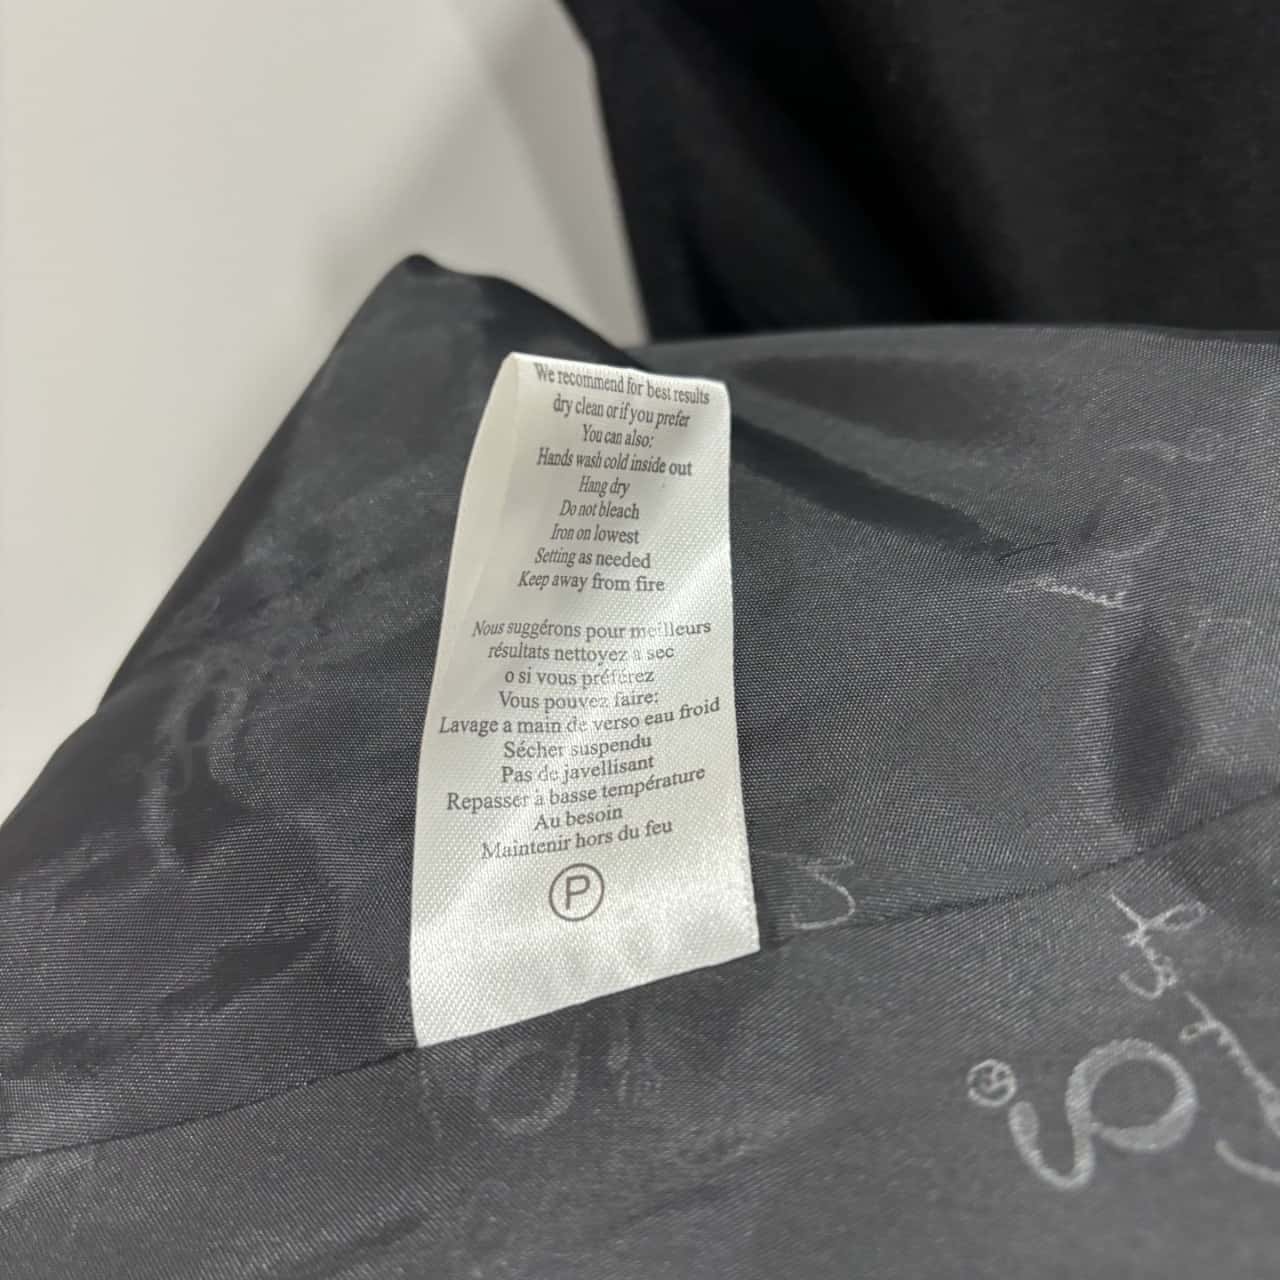 We recommend for best results
dry clean or if you prefer
You can also:
Hands wash cold inside out
Hang dry
Do not bleach
Iron on lowest
Setting as needed
Keep away from fire
Nous suggérons pour meilleurs
résultats nettoyez a sec
o si vous préférez
Vous pouvez faire:
Lavage a main de verso eau froid
Sécher suspendu
Pas de javellisant
Repasser à basse température
Au besoin
Maintenir hors du feu
P